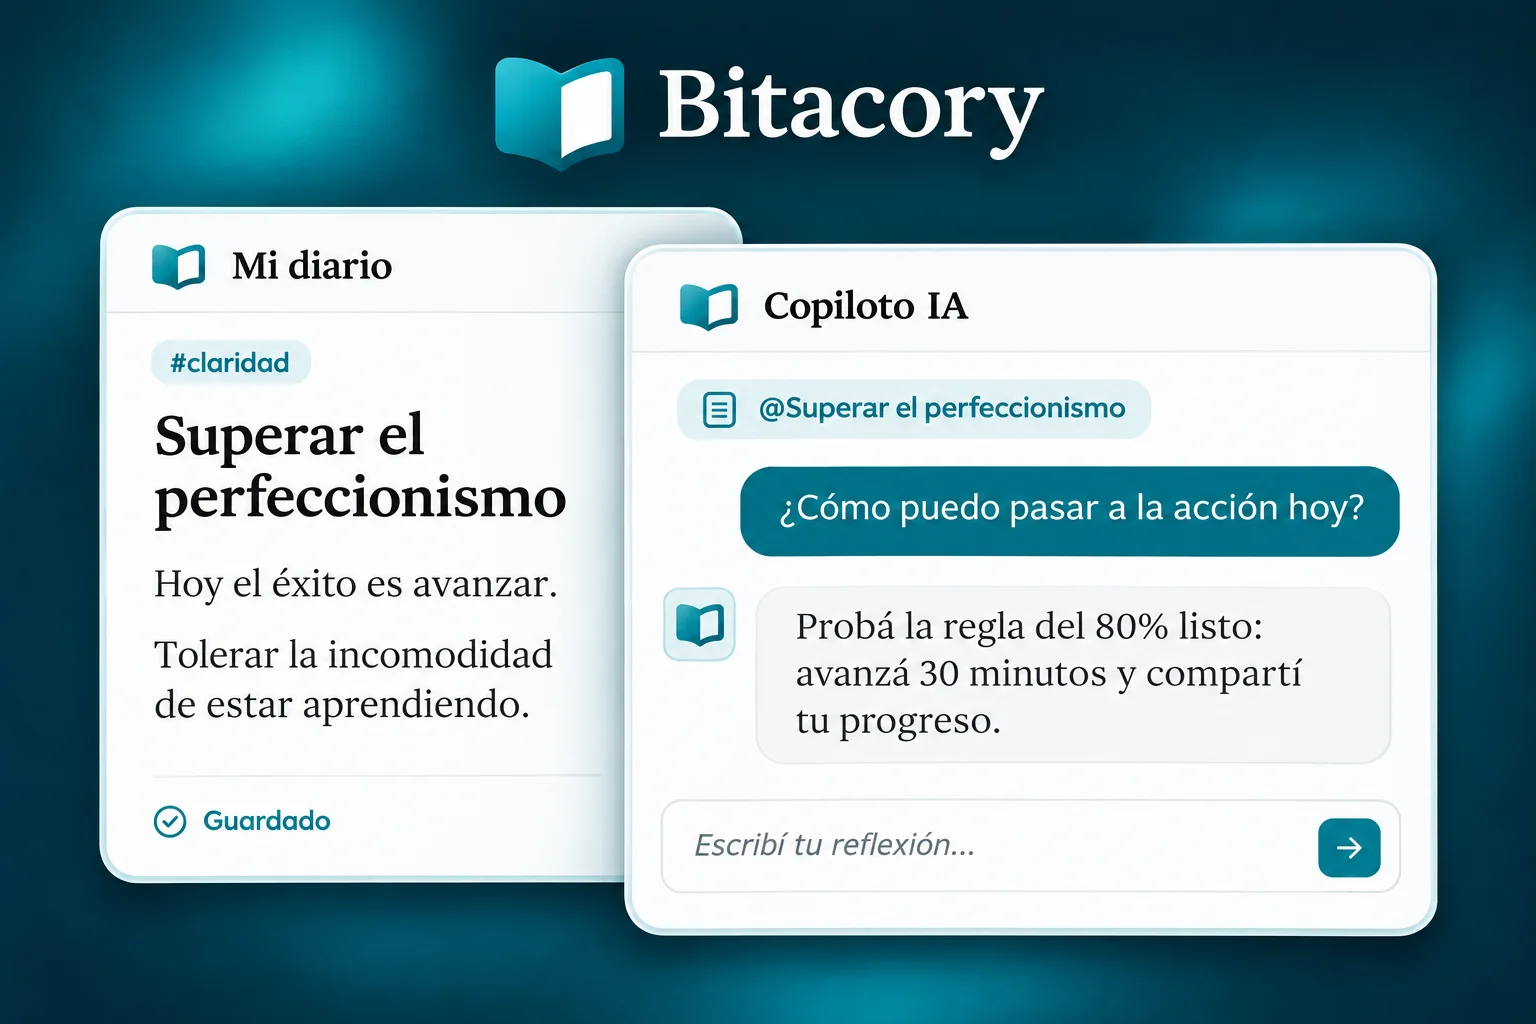 Bitacory
Mi diario
#claridad
Superar el
perfeccionismo
Hoy el éxito es avanzar.
Tolerar la incomodidad
de estar aprendiendo.
Guardado
Copiloto IA
@Superar el perfeccionismo
¿Cómo puedo pasar a la acción hoy?
Probá la regla del 80% listo:
avanzá 30 minutos y compartí
tu progreso.
Escribí tu reflexión...